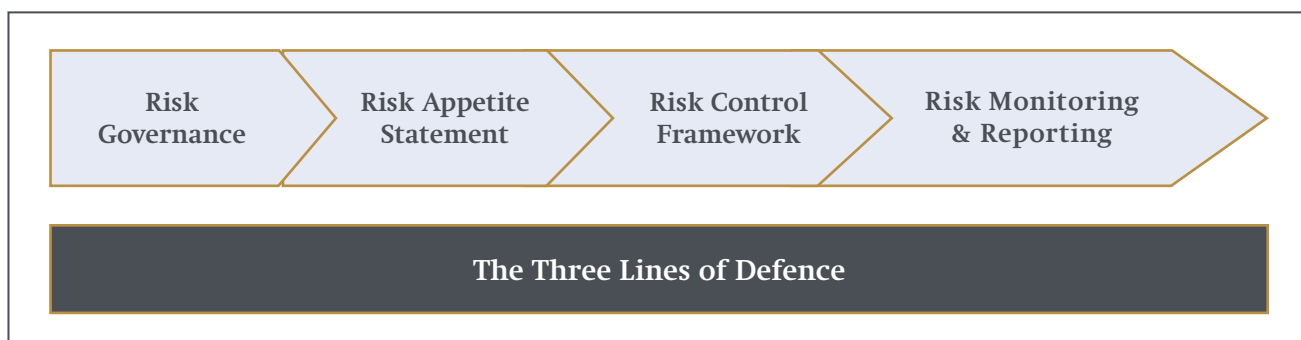 Risk
Governance
Risk Appetite
Statement
Risk Control
Framework
Risk Monitoring
& Reporting
The Three Lines of Defence